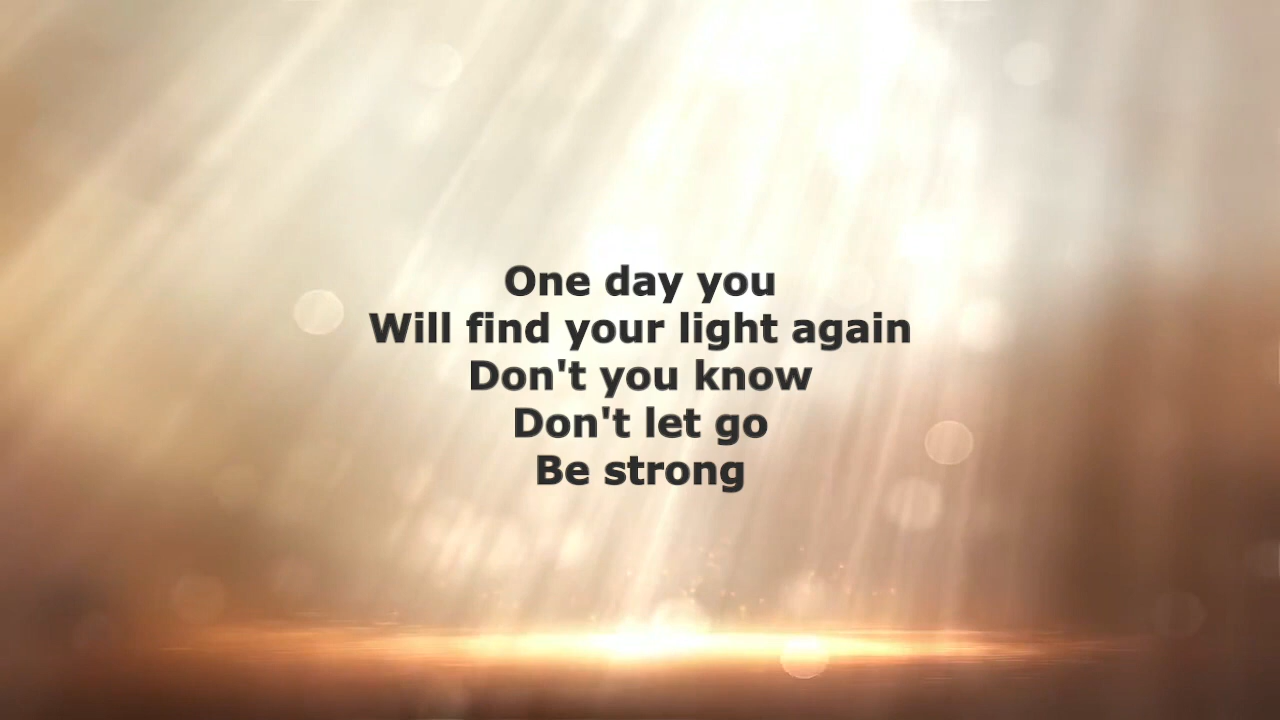 One day you
Will find your light again
Don't you know
Don't let go
Be strong